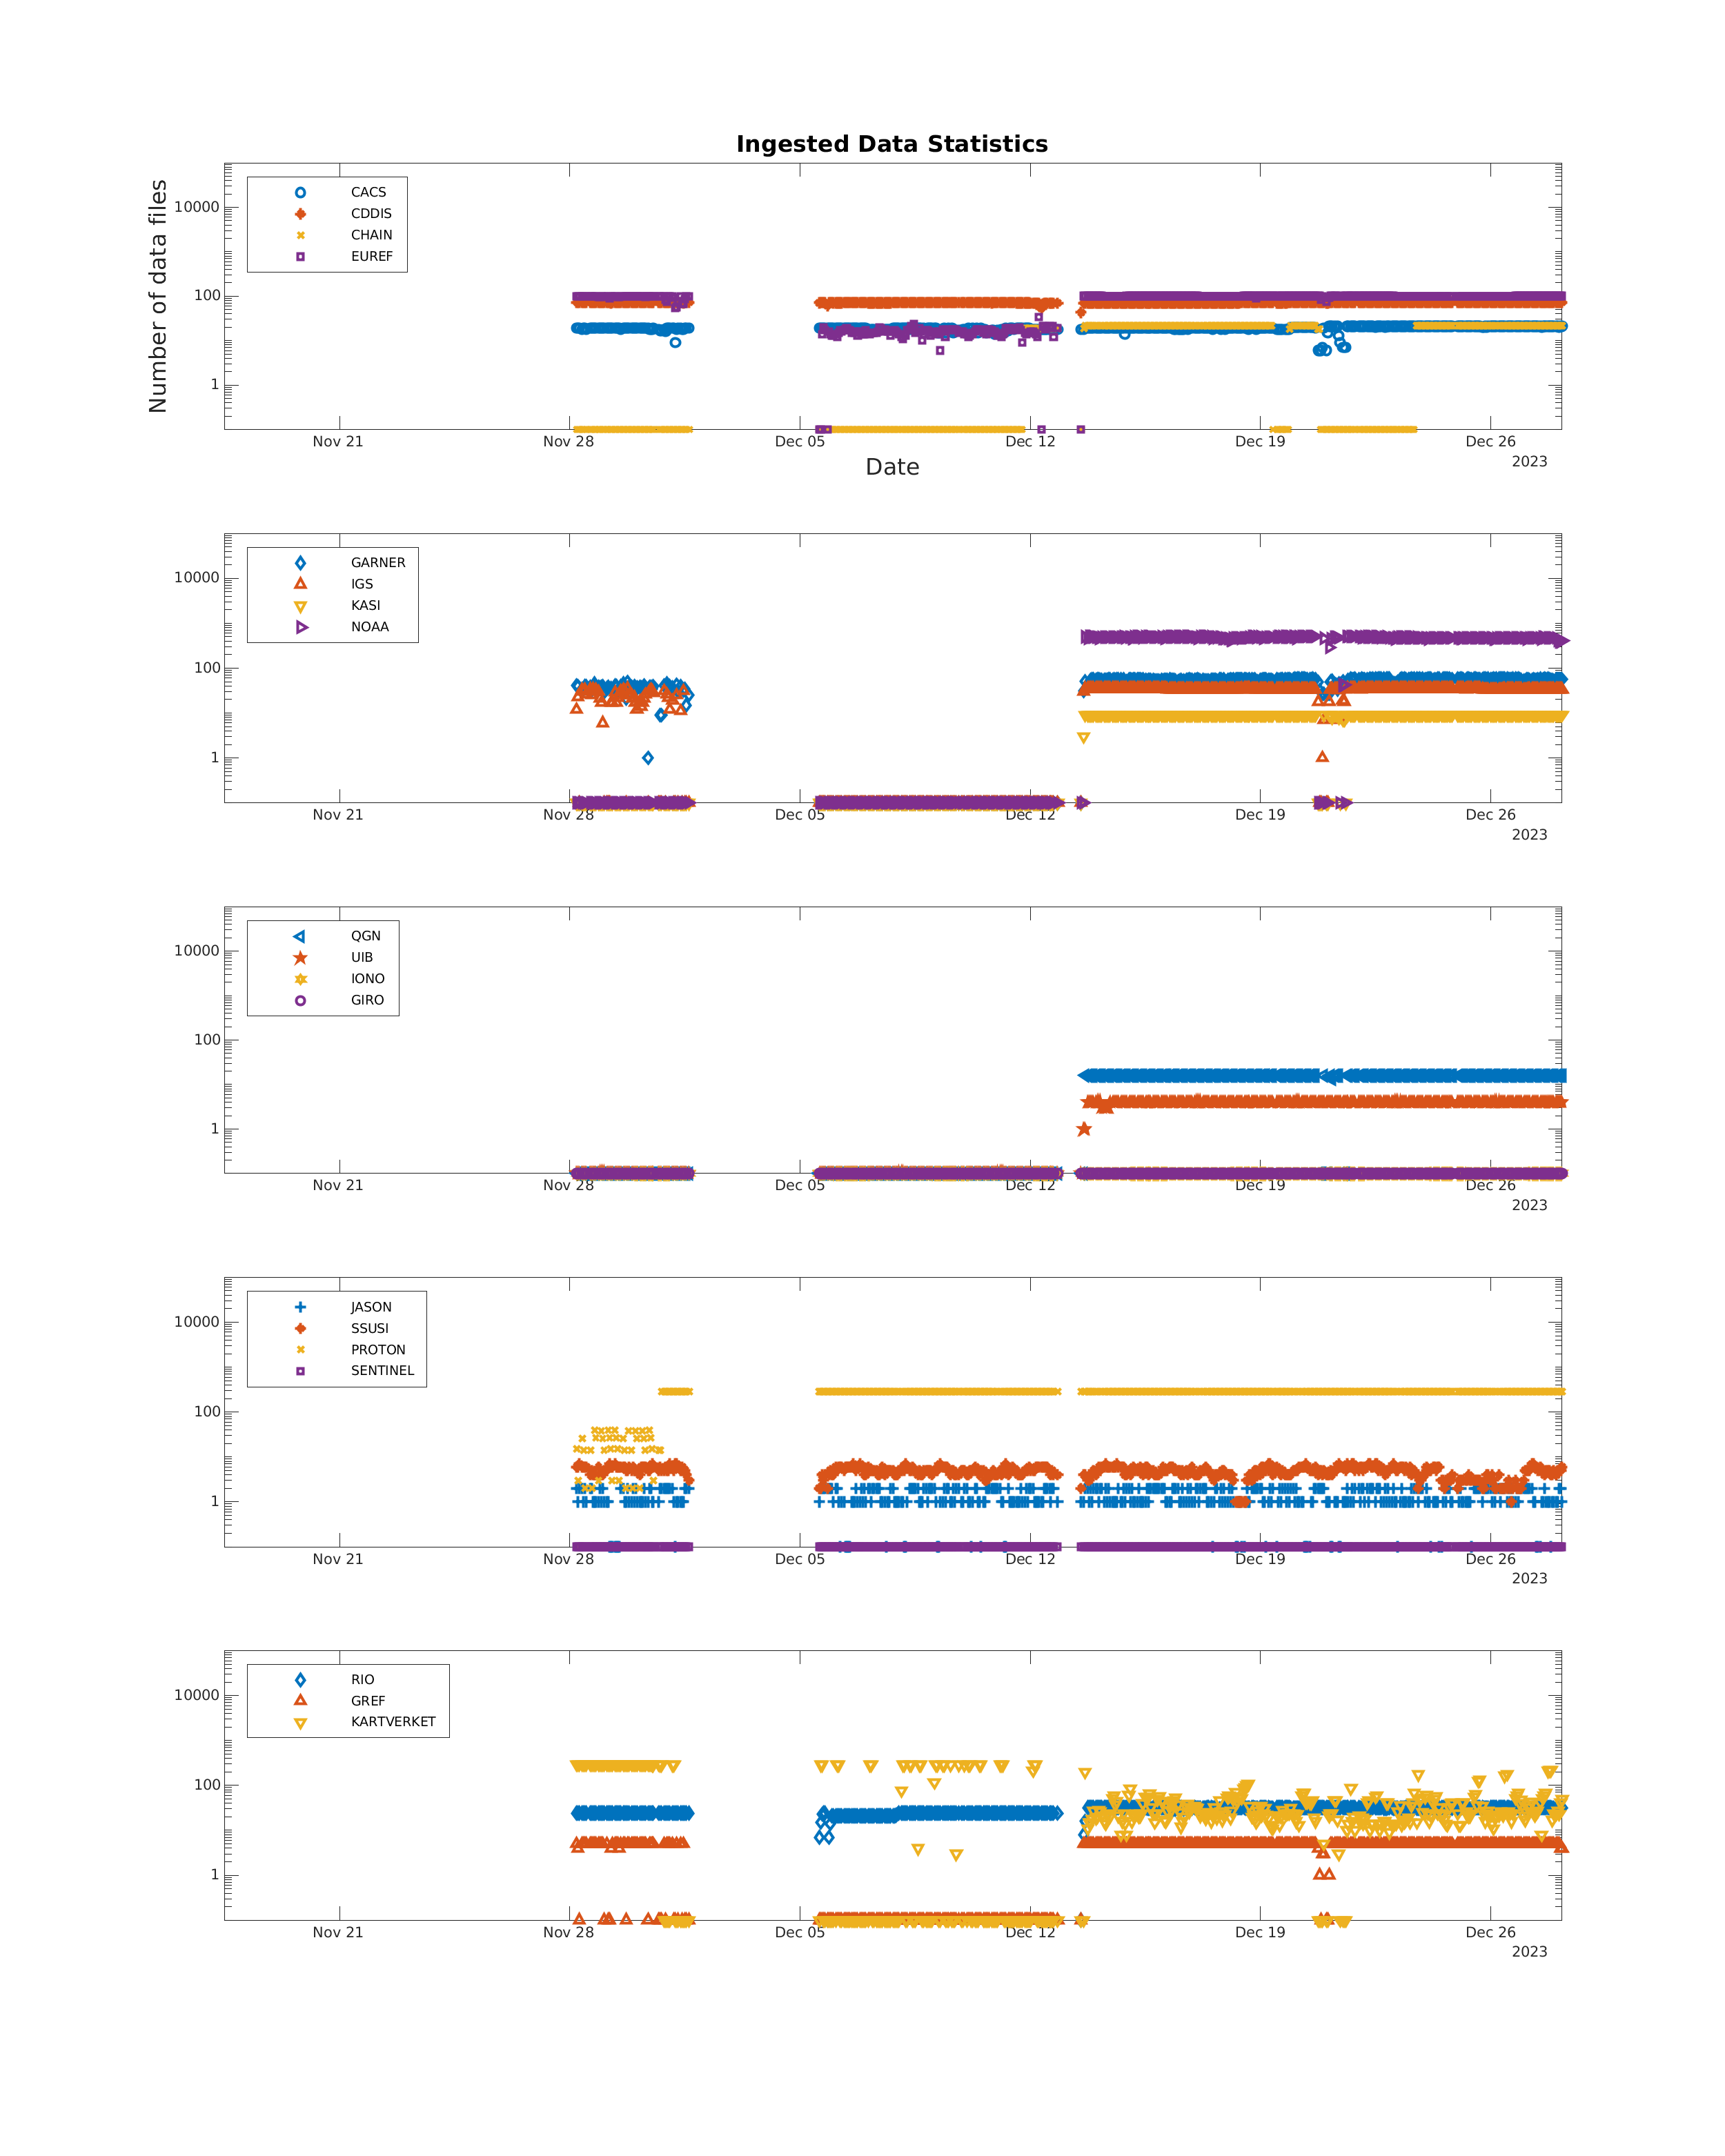 Ingested Data Statistics
Number of data files
10000
100
1
CACS
CDDIS
CHAIN
EUREF
Nov 21 Nov 28 Dec 05 Dec 12 Dec 19 Dec 26
2023
Date
10000
100
1
GARNER
IGS
KASI
NOAA
Nov 21 Nov 28 Dec 05 Dec 12 Dec 19 Dec 26
2023
10000
100
1
QGN
UIB
IONO
GIRO
Nov 21 Nov 28 Dec 05 Dec 12 Dec 19 Dec 26
2023
10000
100
1
JASON
SSUSI
PROTON
SENTINEL
Nov 21 Nov 28 Dec 05 Dec 12 Dec 19 Dec 26
2023
10000
100
1
RIO
GREF
KARTVERKET
Nov 21 Nov 28 Dec 05 Dec 12 Dec 19 Dec 26
2023